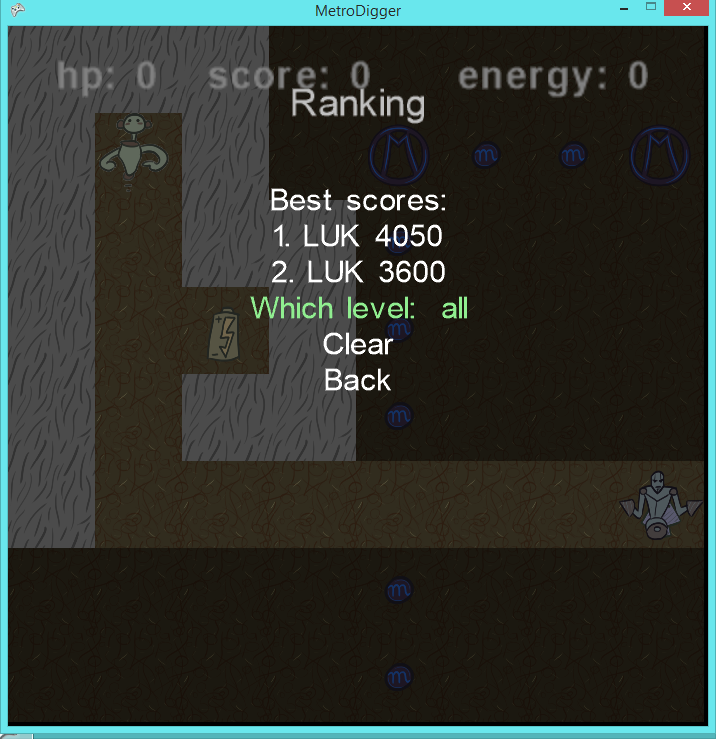 MetroDigger
hp: 0 score: 0 energy: 0
Ranking
M m m M
Best scores:
1. LUK 4050
2. LUK 3600
Which level: all
m
Clear
Back
m
m
m